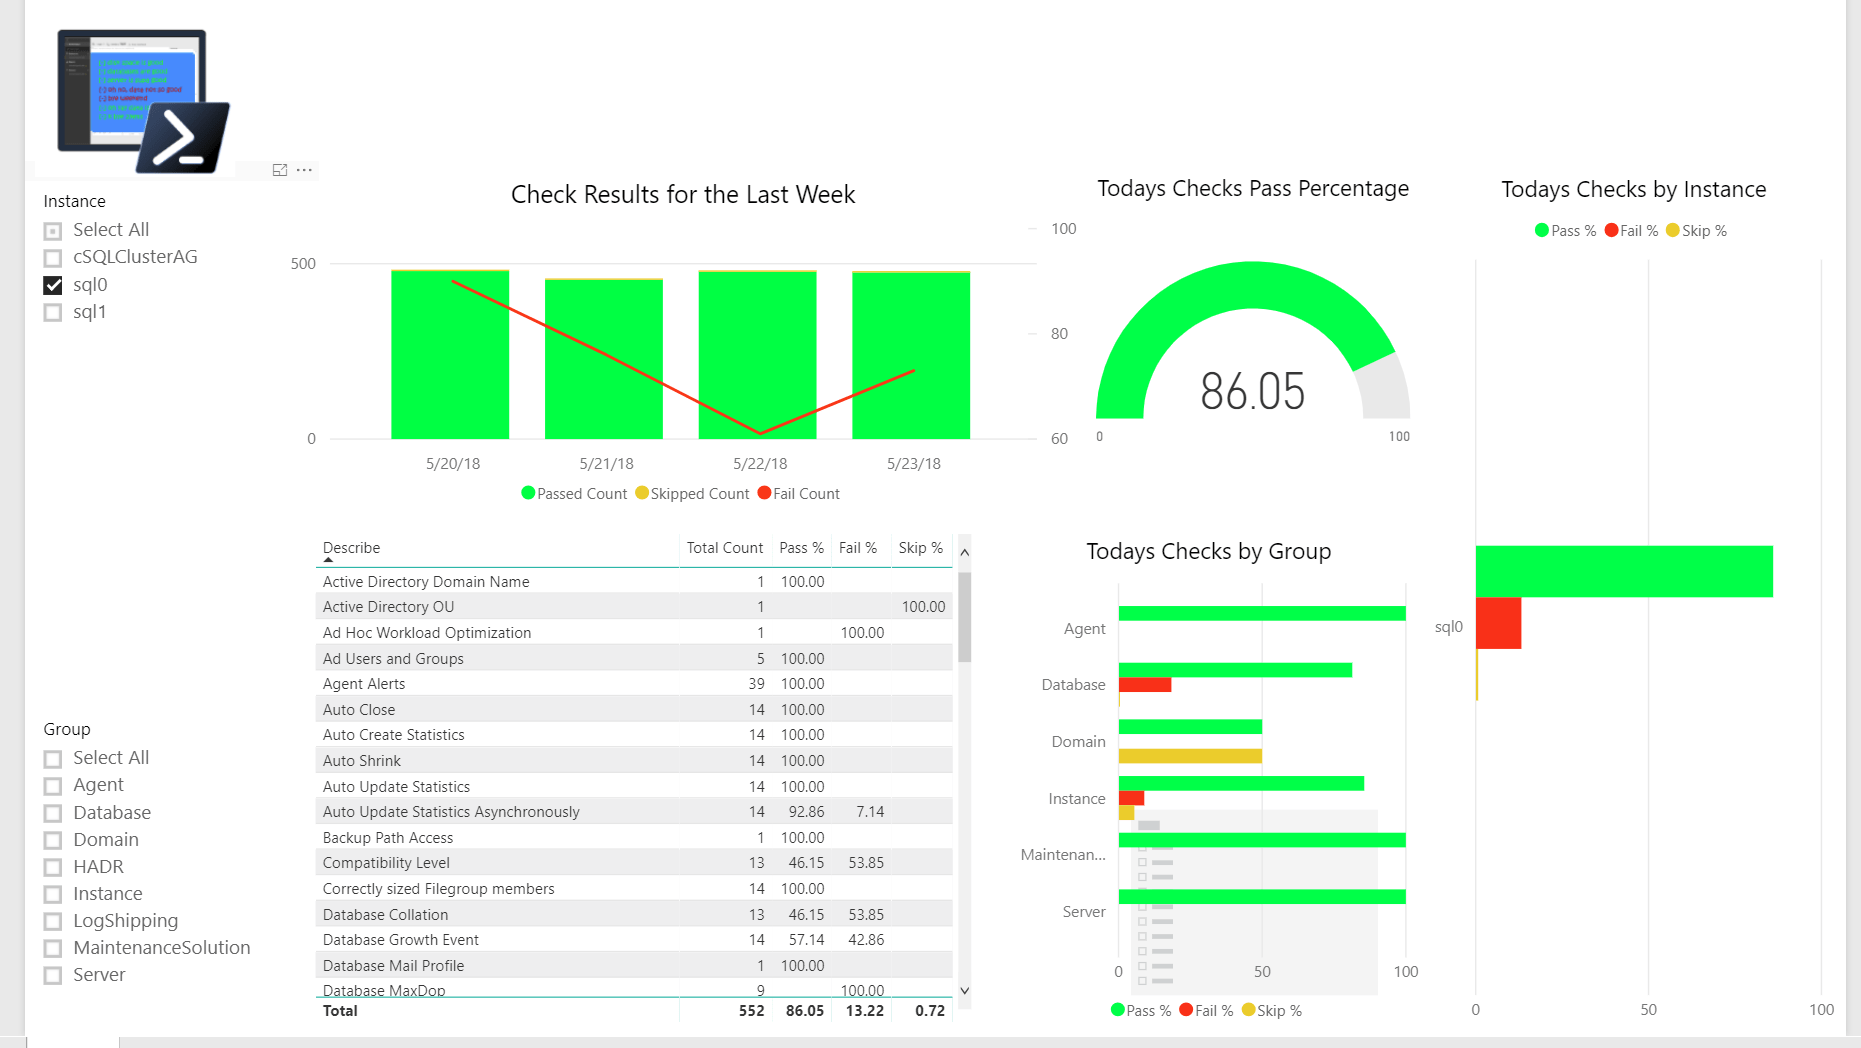 Instance
Select All
cSQLClusterAG
sql0
sql1
Group
Select All
Agent
Database
Domain
HADR
Instance
LogShipping
MaintenanceSolution
Server
Check Results for the Last Week
500
0
100
80
60
5/20/18 5/21/18 5/22/18 5/23/18
Passed Count Skipped Count Fail Count
Describe Total Count Pass % Fail % Skip %
Active Directory Domain Name 1 100.00
Active Directory OU 1 100.00
Ad Hoc Workload Optimization 1 100.00
Ad Users and Groups 5 100.00
Agent Alerts 39 100.00
Auto Close 14 100.00
Auto Create Statistics 14 100.00
Auto Shrink 14 100.00
Auto Update Statistics 14 100.00
Auto Update Statistics Asynchronously 14 92.86 7.14
Backup Path Access 1 100.00
Compatibility Level 13 46.15 53.85
Correctly sized Filegroup members 14 100.00
Database Collation 13 46.15 53.85
Database Growth Event 14 57.14 42.86
Database Mail Profile 1 100.00
Database MaxDop 9 100.00
Total 552 86.05 13.22 0.72
Todays Checks Pass Percentage
86.05
0 100
Todays Checks by Group
Agent
Database
Domain
Instance
Maintenan...
Server
0 50 100
Pass % Fail % Skip %
Todays Checks by Instance
Pass % Fail % Skip %
sql0
0 50 100